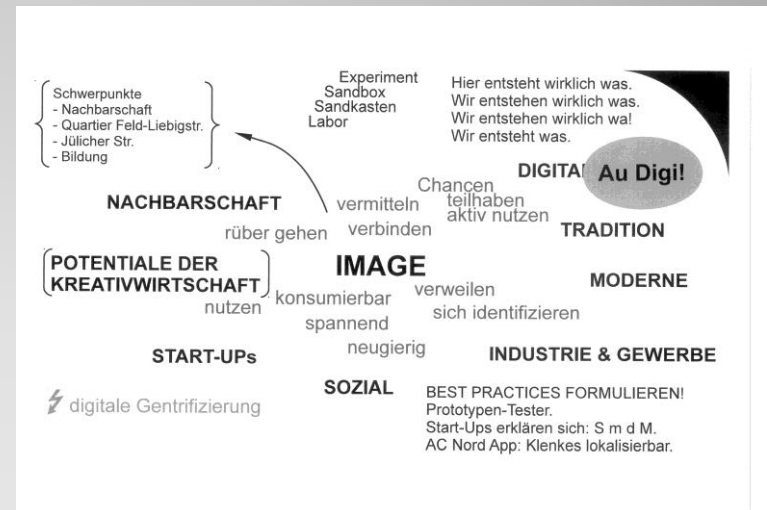 Schwerpunkte
- Nachbarschaft
- Quartier Feld-Liebigstr.
- Jülicher Str.
- Bildung
Experiment
Sandbox
Sandkasten
Labor
Hier entsteht wirklich was.
Wir entstehen wirklich was.
Wir entstehen wirklich wa!
Wir entsteht was.
DIGITA
Au Digi!
Chancen
teilhaben
aktiv nutzen
NACHBARSCHAFT
vermitteln
verbinden
rüber gehen
TRADITION
POTENTIALE DER
KREATIVWIRTSCHAFT
nutzen
IMAGE
MODERNE
konsumierbar
verweilen
spannend
sich identifizieren
neugierig
START-UPs
INDUSTRIE & GEWERBE
SOZIAL
digitale Gentrifizierung
BEST PRACTICES FORMULIEREN!
Prototypen-Tester.
Start-Ups erklären sich: S m d M.
AC Nord App: Klenkes lokalisierbar.